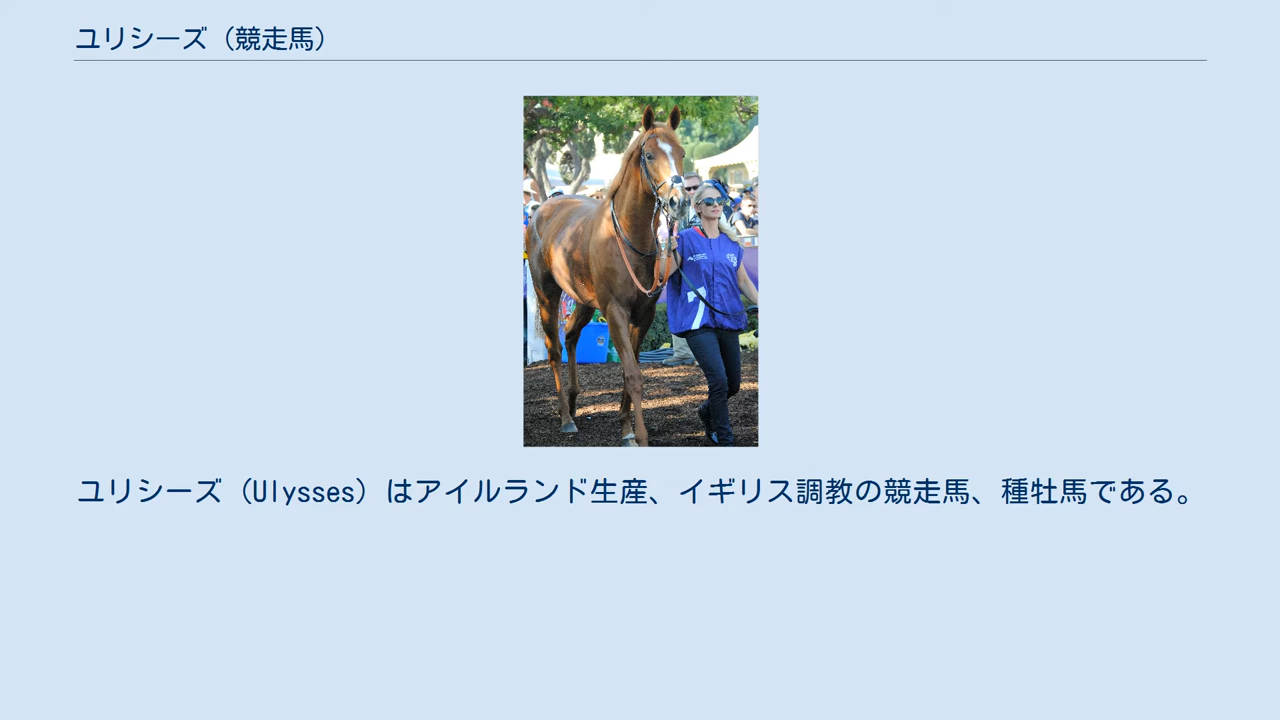 ユリシーズ（競走馬）
7
ユリシーズ（Ulysses）はアイルランド生産、イギリス調教の競走馬、種牡馬である。